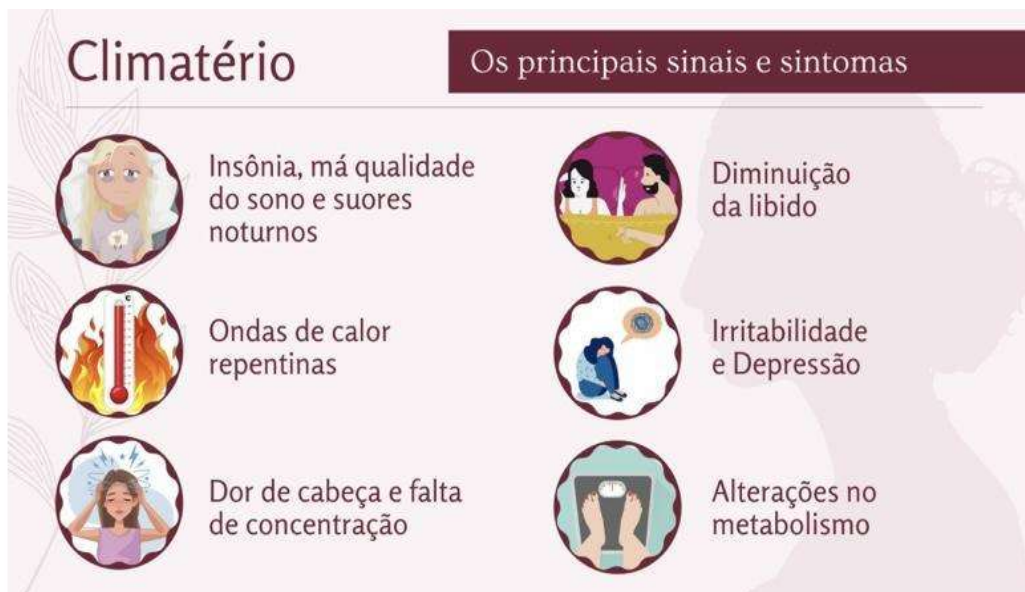 Climatério
Os principais sinais e sintomas
Insônia, má qualidade
do sono e suores
noturnos
Ondas de calor
repentinas
Dor de cabeça e falta
de concentração
Diminuição
da libido
Irritabilidade
e Depressão
Alterações no
metabolismo